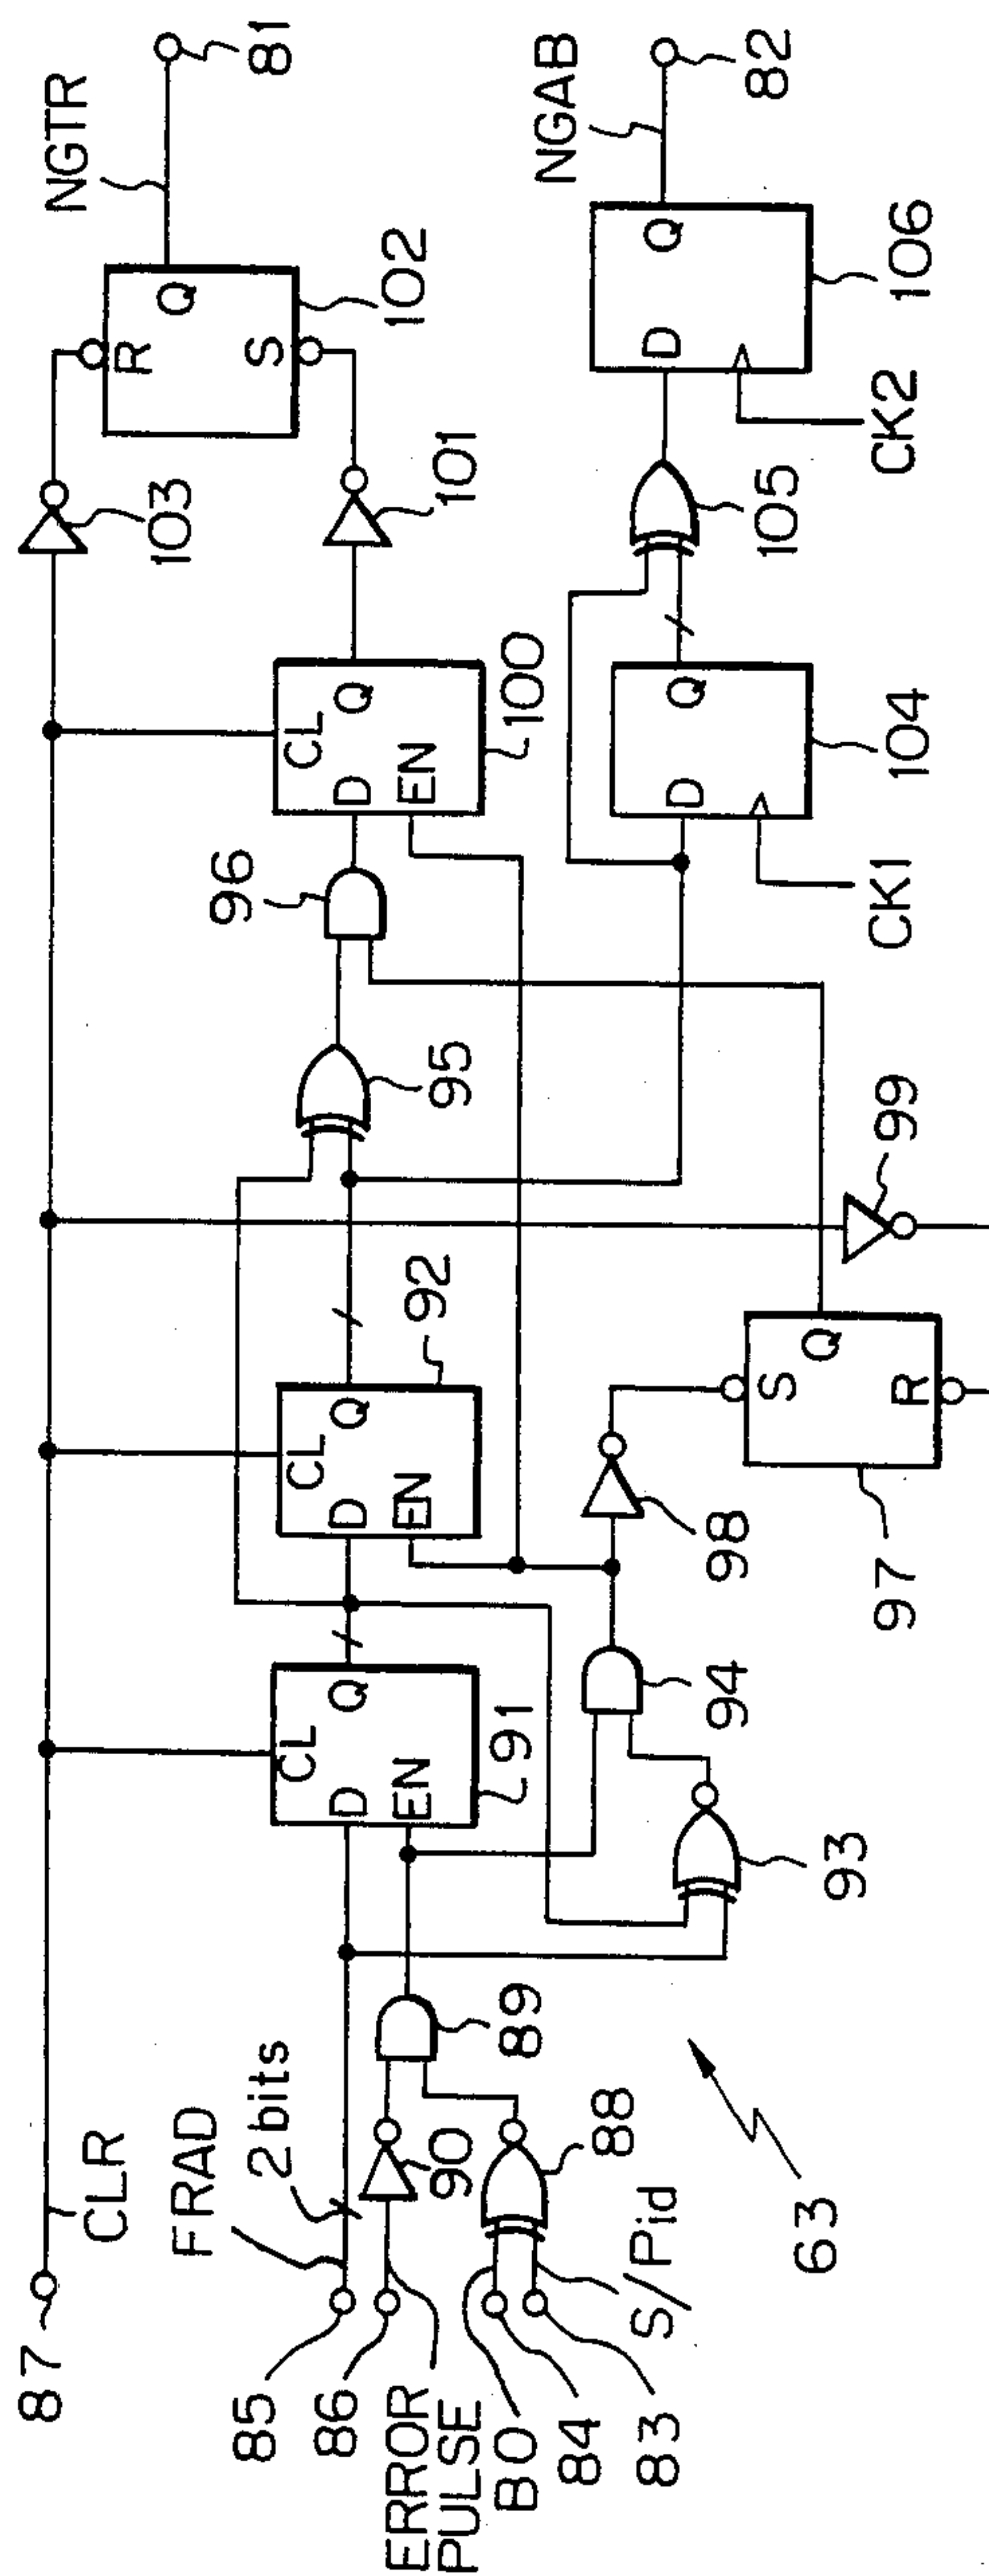 87
CLR
FRAD
2 bits
85
86
ERROR
PULSE
B0
84
83
S/Pid
88
90
89
63
D
CL
Q
EN
91
93
94
D
CL
Q
EN
92
98
S
Q
R
97
99
95
96
D
CL
Q
EN
100
101
103
R
Q
S
102
NGTR
81
D
Q
104
CK1
105
D
Q
106
CK2
NGAB
82